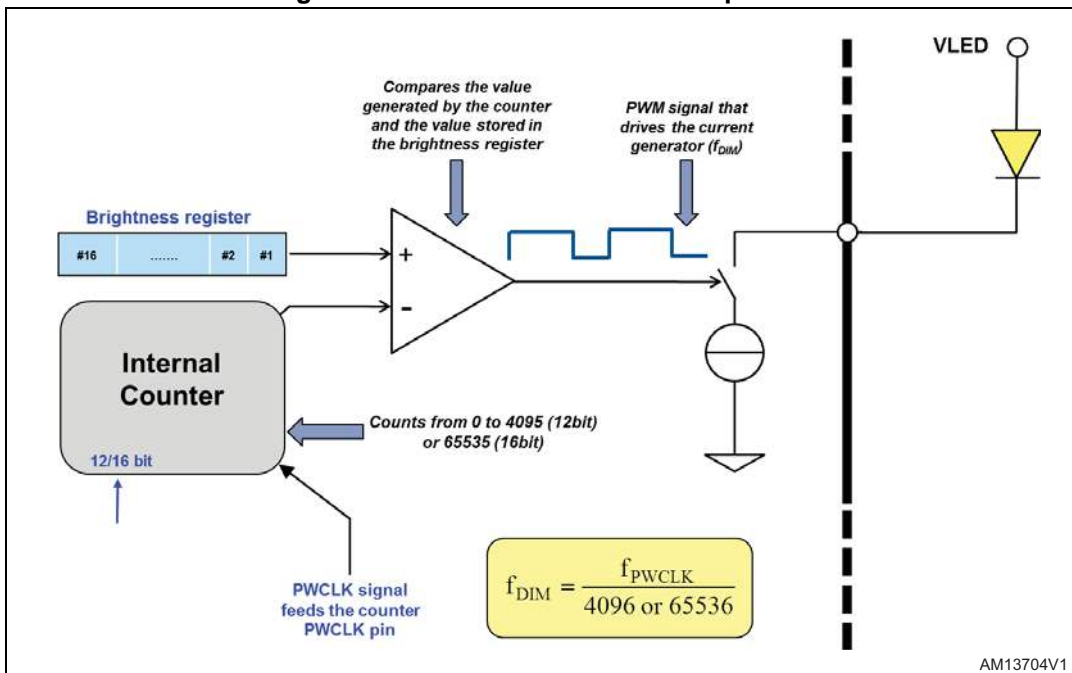 VLED
Compares the value
generated by the counter
and the value stored in
the brightness register
PWM signal that
drives the current
generator (fDIM)
Brightness register
#16 ....... #2 #1
+
-
Internal
Counter
12/16 bit
Counts from 0 to 4095 (12bit)
or 65535 (16bit)
PWCLK signal
feeds the counter
PWCLK pin
fDIM = fPWCLK / 4096 or 65536
AM13704V1